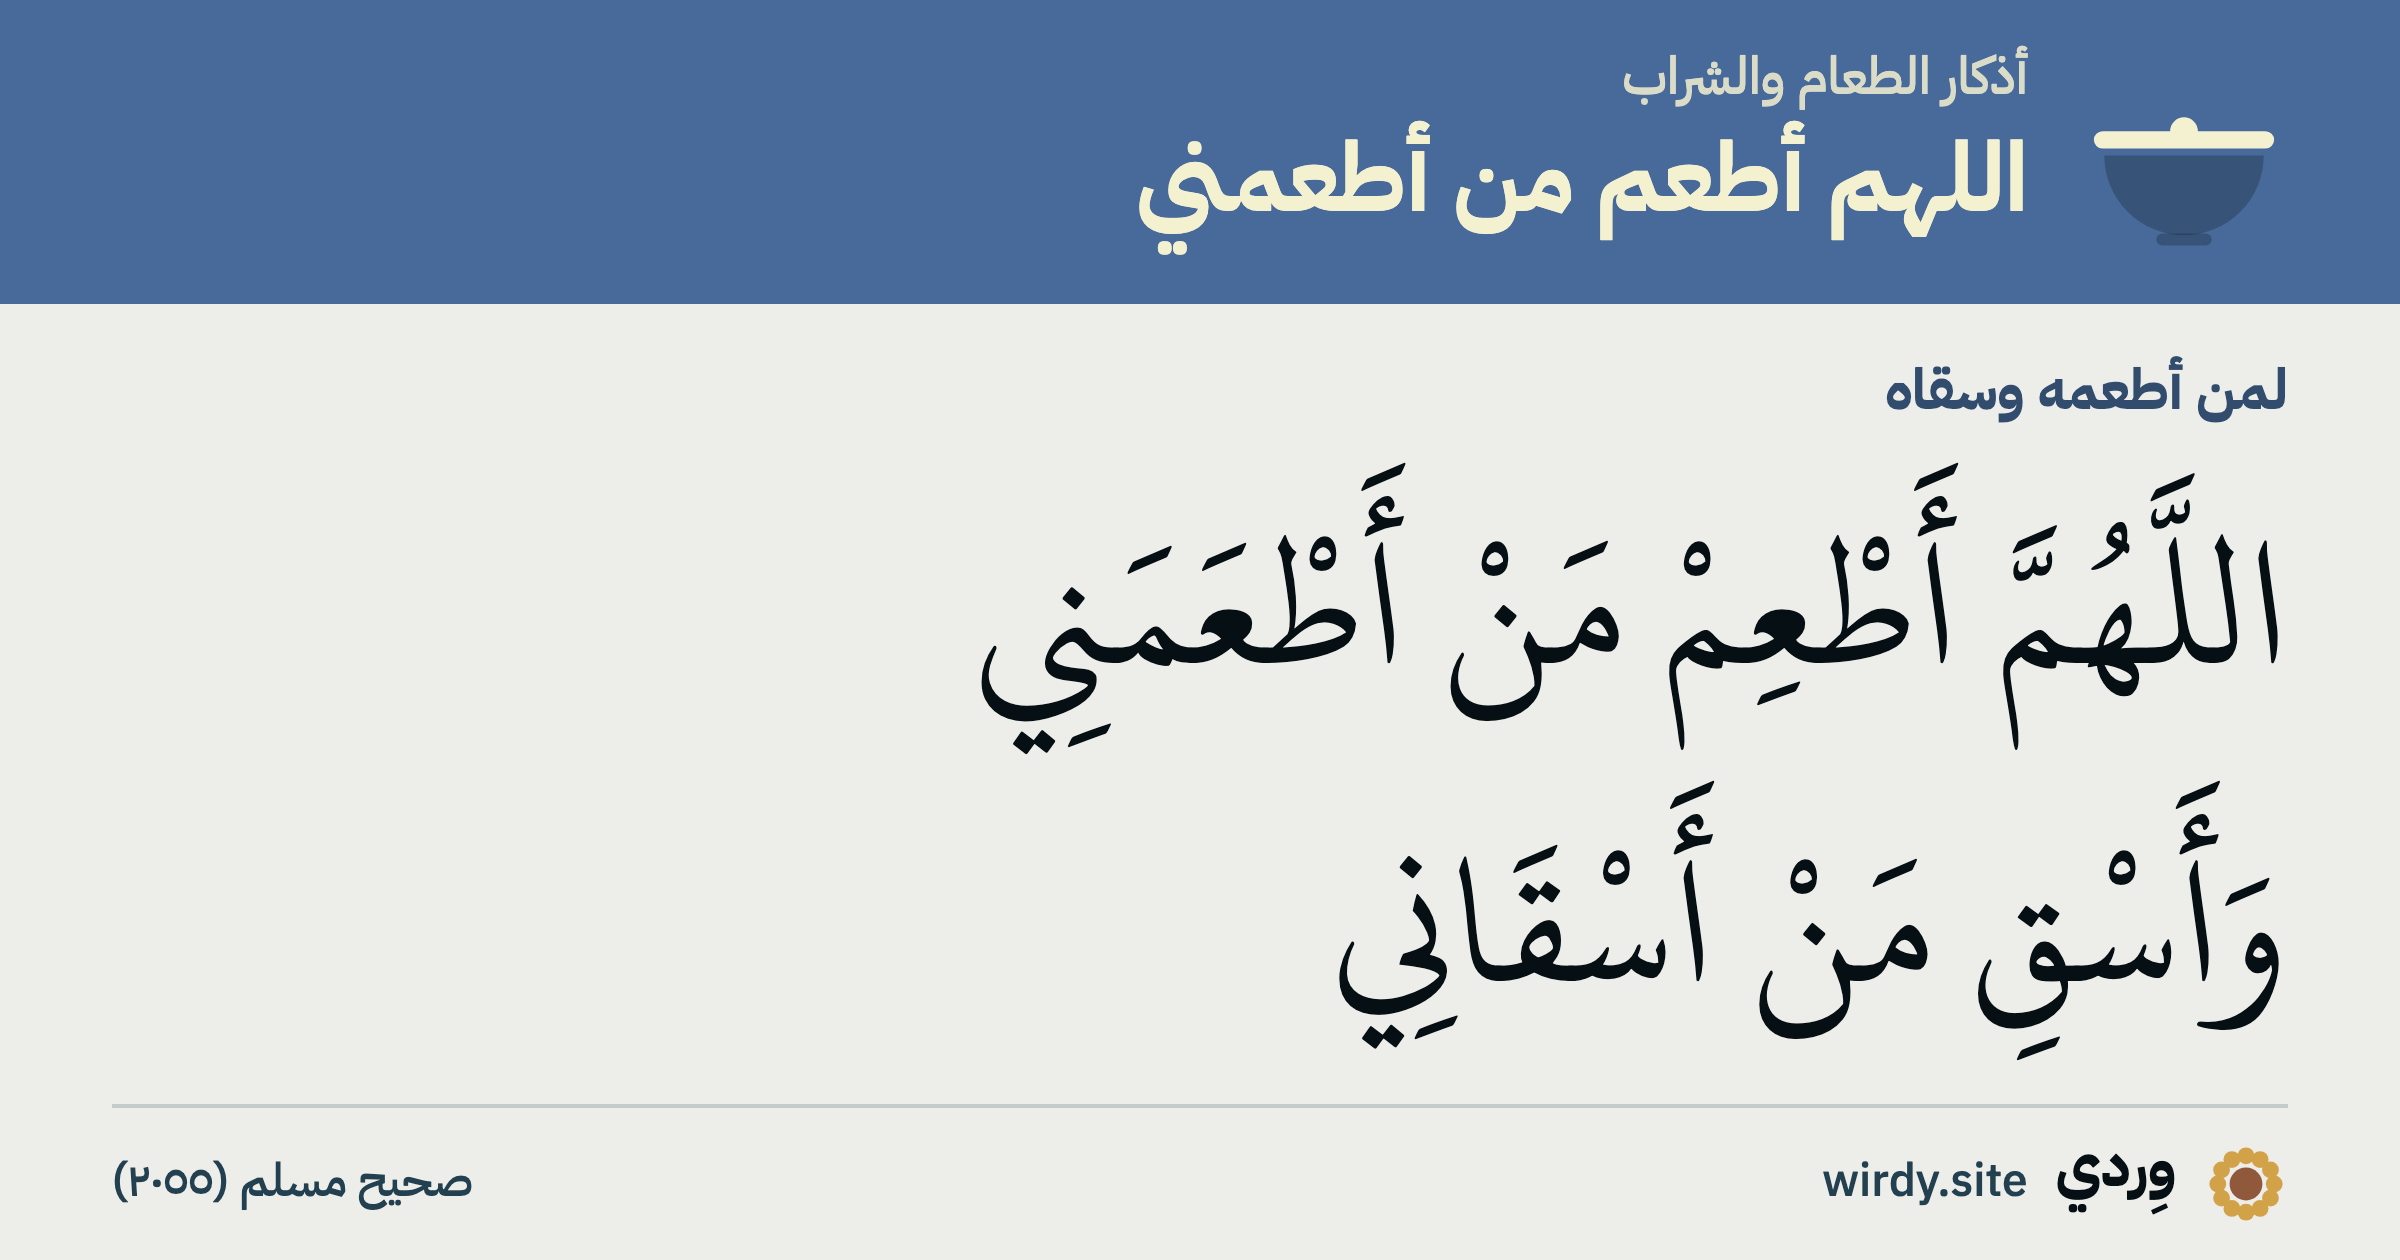 أذكار الطعام والشراب
اللهم أطعم من أطعمني
لمن أطعمه وسقاه
اللَّهُمَّ أَطْعِمْ مَنْ أَطْعَمَنِي
وَأَسْقِ مَنْ أَسْقَانِي
وِردي wirdy.site
صحيح مسلم (٢٠٥٥)